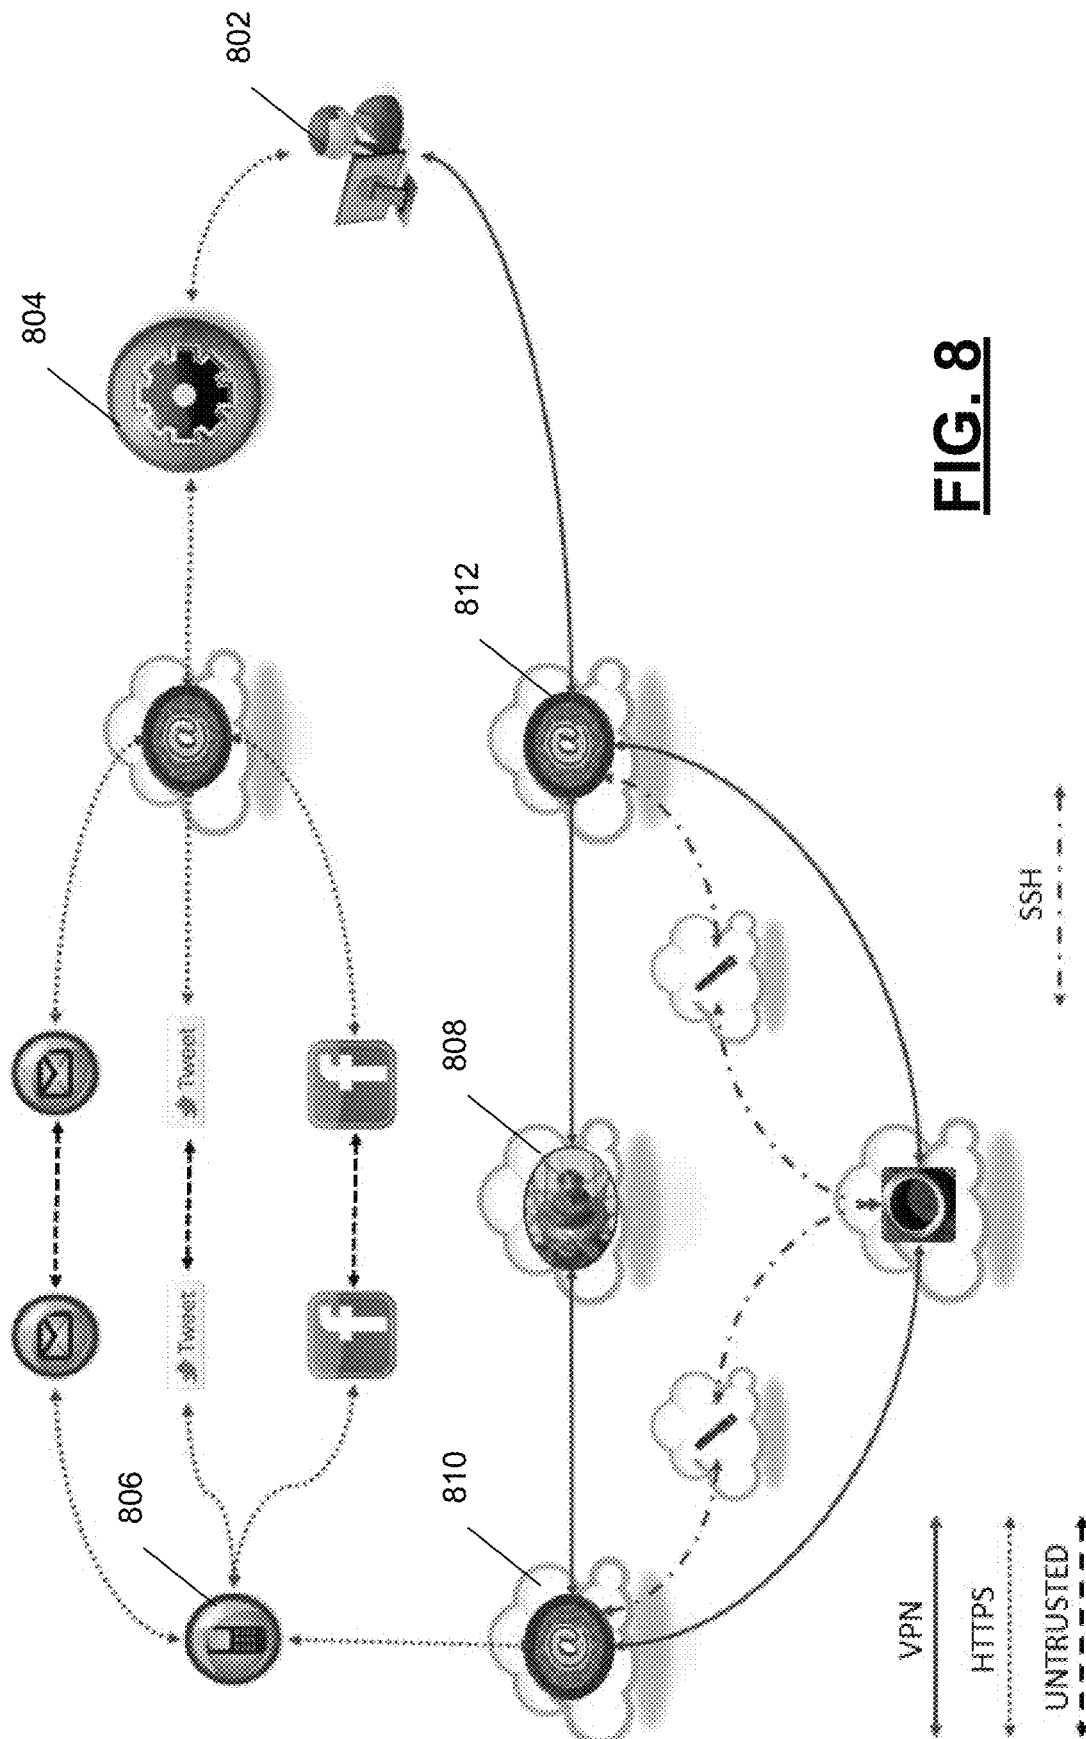 804
806
Tweet
Tweet
@
802
f
f
810
812
808
@
@
VPN
FIG. 8
HTTPS
SSH
UNTRUSTED